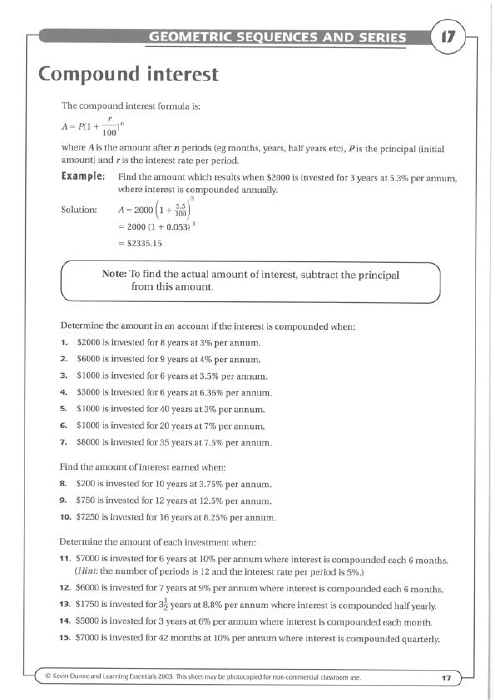 GEOMETRIC SEQUENCES AND SERIES
17
Compound interest
The compound interest formula is:
A = P(1 + r/100)^n
where A is the amount after n periods (eg months, years, half years etc), P is the principal (initial
amount) and r is the interest rate per period.
Example: Find the amount which results when $2000 is invested for 3 years at 5.3% per annum,
where interest is compounded annually.
Solution: A = 2000 (1 + 5.3/100)^3
= 2000 (1 + 0.053)^3
= $2335.15
Note: To find the actual amount of interest, subtract the principal
from this amount.
Determine the amount in an account if the interest is compounded when:
1. $2000 is invested for 8 years at 3% per annum.
2. $6000 is invested for 9 years at 4% per annum.
3. $1000 is invested for 6 years at 3.5% per annum.
4. $3000 is invested for 6 years at 6.36% per annum.
5. $1000 is invested for 40 years at 3% per annum.
6. $1000 is invested for 20 years at 7% per annum.
7. $8000 is invested for 35 years at 7.5% per annum.
Find the amount of interest earned when:
8. $200 is invested for 10 years at 3.75% per annum.
9. $750 is invested for 12 years at 12.5% per annum.
10. $7250 is invested for 16 years at 8.25% per annum.
Determine the amount of each investment when:
11. $7000 is invested for 6 years at 10% per annum where interest is compounded each 6 months.
(Hint: the number of periods is 12 and the interest rate per period is 5%.)
12. $6000 is invested for 7 years at 9% per annum where interest is compounded each 6 months.
13. $1750 is invested for 3½ years at 8.8% per annum where interest is compounded half yearly.
14. $5000 is invested for 3 years at 6% per annum where interest is compounded each month.
15. $7000 is invested for 42 months at 10% per annum where interest is compounded quarterly.
© Kevin Dunne and Learning Essentials 2003. This sheet may be photocopied for non-commercial classroom use.
17